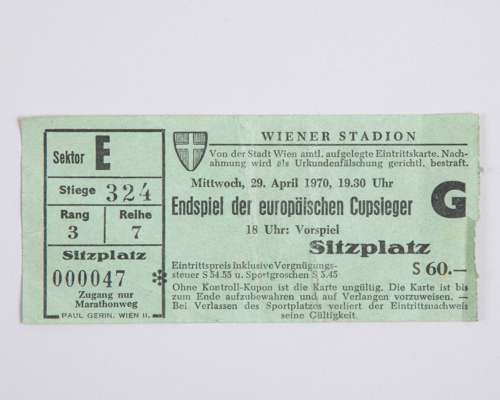 Sektor E
Stiege 324
Rang
3
Reihe
7
Sitzplatz
000047 *
Zugang nur
Marathonweg
PAUL GERIN, WIEN II.
WIENER STADION
Von der Stadt Wien amtl. aufgelegte Eintrittskarte. Nach-
ahmung wird als Urkundenfälschung gerichtl. bestraft.
Mittwoch, 29. April 1970, 19.30 Uhr
Endspiel der europäischen Cupsieger
G
18 Uhr: Vorspiel
Sitzplatz
Eintrittspreis inklusive Vergnügungs-
steuer S 54.55 u. Sportgroschen S 5.45
S 60.—
Ohne Kontroll-Kupon ist die Karte ungültig. Die Karte ist bis
zum Ende aufzubewahren und auf Verlangen vorzuweisen. —
Bei Verlassen des Sportplatzes verliert der Eintrittsnachweis
seine Gültigkeit.